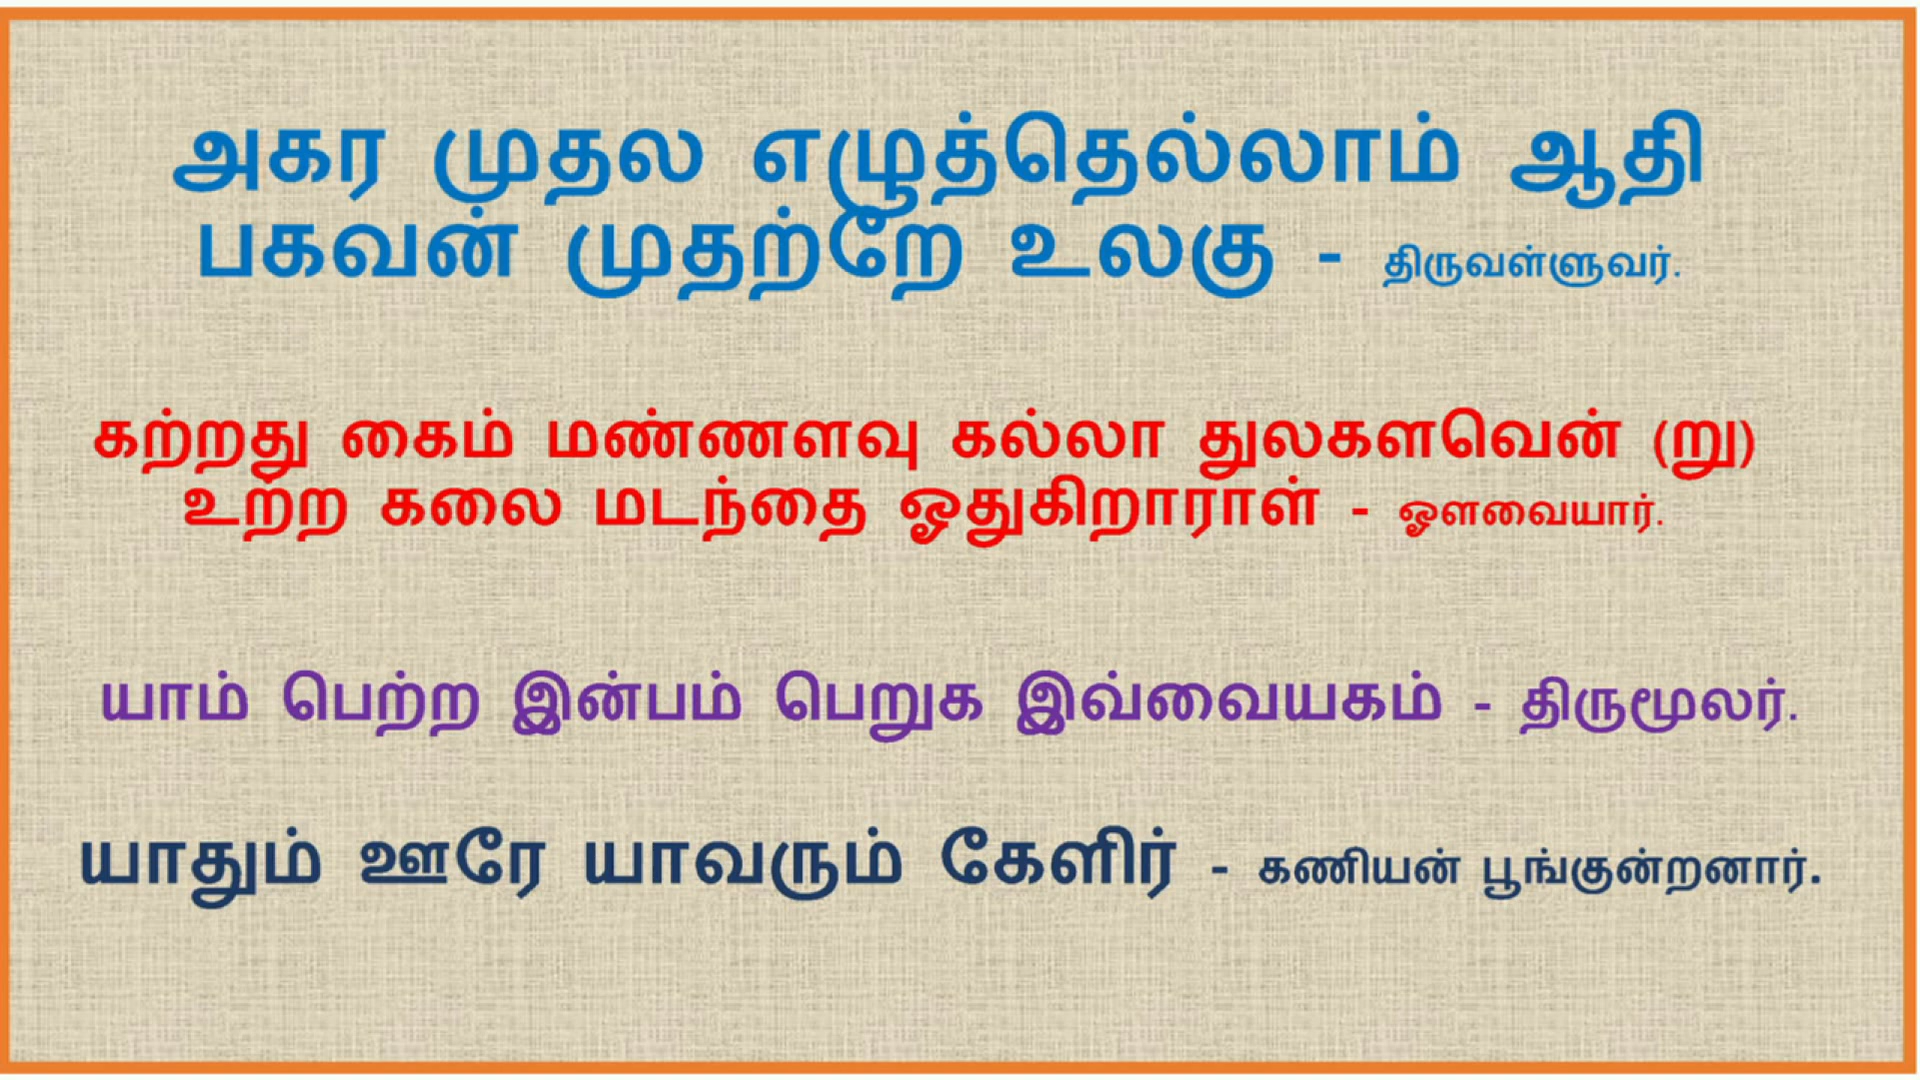 அகர முதல எழுத்தெல்லாம் ஆதி
பகவன் முதற்றே உலகு - திருவள்ளுவர்.
கற்றது கைம் மண்ணளவு கல்லா துலகளவென் (று)
உற்ற கலை மடந்தை ஓதுகிறாராள் - ஔவையார்.
யாம் பெற்ற இன்பம் பெறுக இவ்வையகம் - திருமூலர்.
யாதும் ஊரே யாவரும் கேளிர் - கணியன் பூங்குன்றனார்.